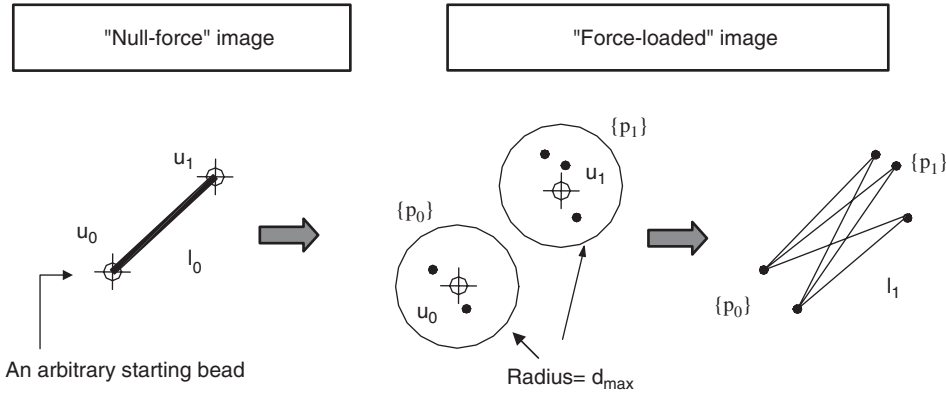 "Null-force" image
"Force-loaded" image
u₁
u₀
l₀
An arbitrary starting bead
{p₁}
u₁
{p₀}
u₀
Radius= dₘₐₓ
{p₁}
{p₀}
l₁